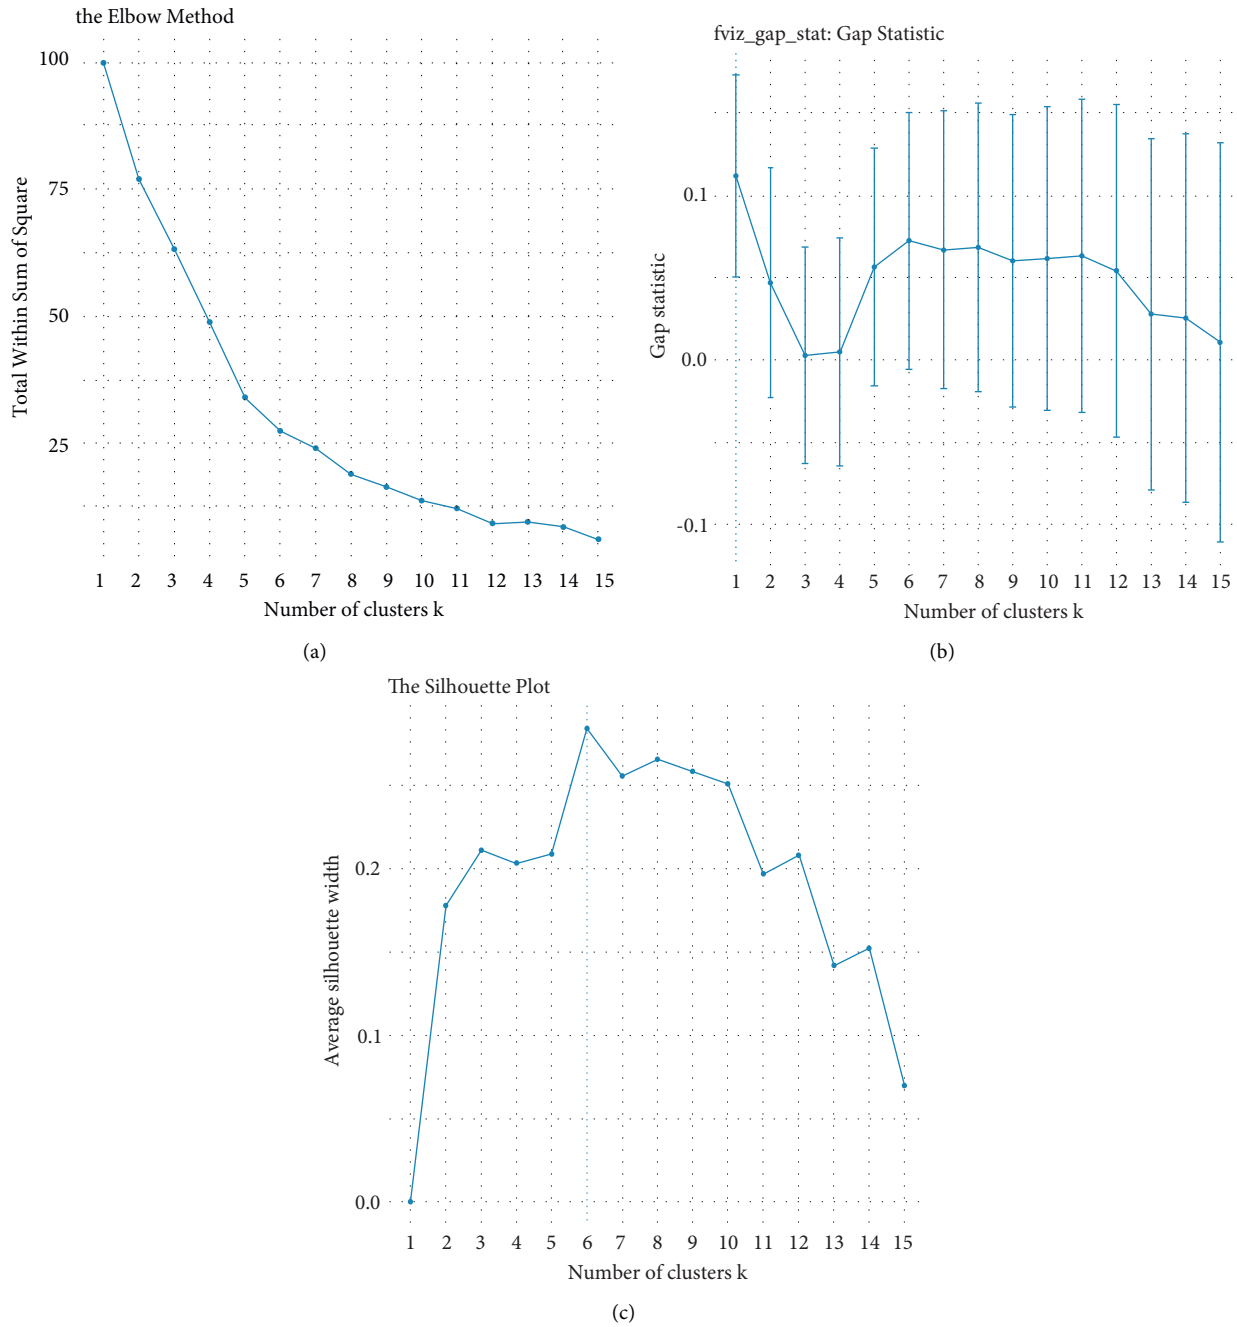 the Elbow Method
100
75
50
25
Total Within Sum of Square
1 2 3 4 5 6 7 8 9 10 11 12 13 14 15
Number of clusters k
(a)
fviz_gap_stat: Gap Statistic
0.1
0.0
-0.1
Gap statistic
1 2 3 4 5 6 7 8 9 10 11 12 13 14 15
Number of clusters k
(b)
The Silhouette Plot
0.2
0.1
0.0
Average silhouette width
1 2 3 4 5 6 7 8 9 10 11 12 13 14 15
Number of clusters k
(c)